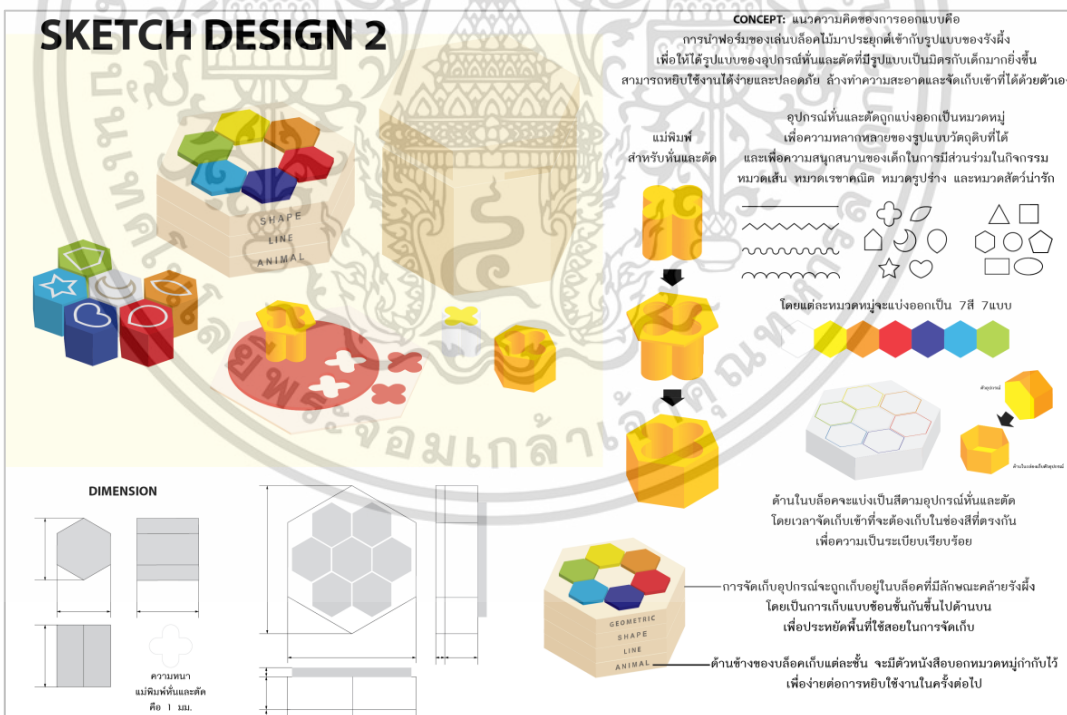 SKETCH DESIGN 2
CONCEPT: แนวความคิดของการออกแบบคือ
การนำฟอร์มของเล่นบล็อคไม้มาประยุกต์เข้ากับรูปแบบของรังผึ้ง
เพื่อให้ได้รูปแบบของอุปกรณ์หั่นและตัดที่มีรูปแบบเป็นมิตรกับเด็กมากยิ่งขึ้น
สามารถหยิบใช้งานได้ง่ายและปลอดภัย ล้างทำความสะอาดและจัดเก็บเข้าที่ได้ด้วยตัวเอง
อุปกรณ์หั่นและตัดถูกแบ่งออกเป็นหมวดหมู่
เพื่อความหลากหลายของรูปแบบวัตถุดิบที่ได้
และเพื่อความสนุกสนานของเด็กในการมีส่วนร่วมในกิจกรรม
หมวดเส้น หมวดเรขาคณิต หมวดรูปร่าง และหมวดสัตว์น่ารัก
แม่พิมพ์
สำหรับหั่นและตัด
SHAPE
LINE
ANIMAL
โดยแต่ละหมวดหมู่จะแบ่งออกเป็น 7สี 7แบบ
ตัวอุปกรณ์
ด้านในบล็อคจะแบ่งเป็นสีตามอุปกรณ์หั่นและตัด
โดยเวลาจัดเก็บเข้าที่จะต้องเก็บในช่องสีที่ตรงกัน
เพื่อความเป็นระเบียบเรียบร้อย
การจัดเก็บอุปกรณ์จะถูกเก็บอยู่ในบล็อคที่มีลักษณะคล้ายรังผึ้ง
โดยเป็นการเก็บแบบซ้อนชั้นกันขึ้นไปด้านบน
เพื่อประหยัดพื้นที่ใช้สอยในการจัดเก็บ
GEOMETRIC
SHAPE
LINE
ANIMAL
ด้านข้างของบล็อคเก็บแต่ละชั้น จะมีตัวหนังสือบอกหมวดหมู่กำกับไว้
เพื่อง่ายต่อการหยิบใช้งานในครั้งต่อไป
DIMENSION
ความหนา
แม่พิมพ์หั่นและตัด
คือ 1 มม.